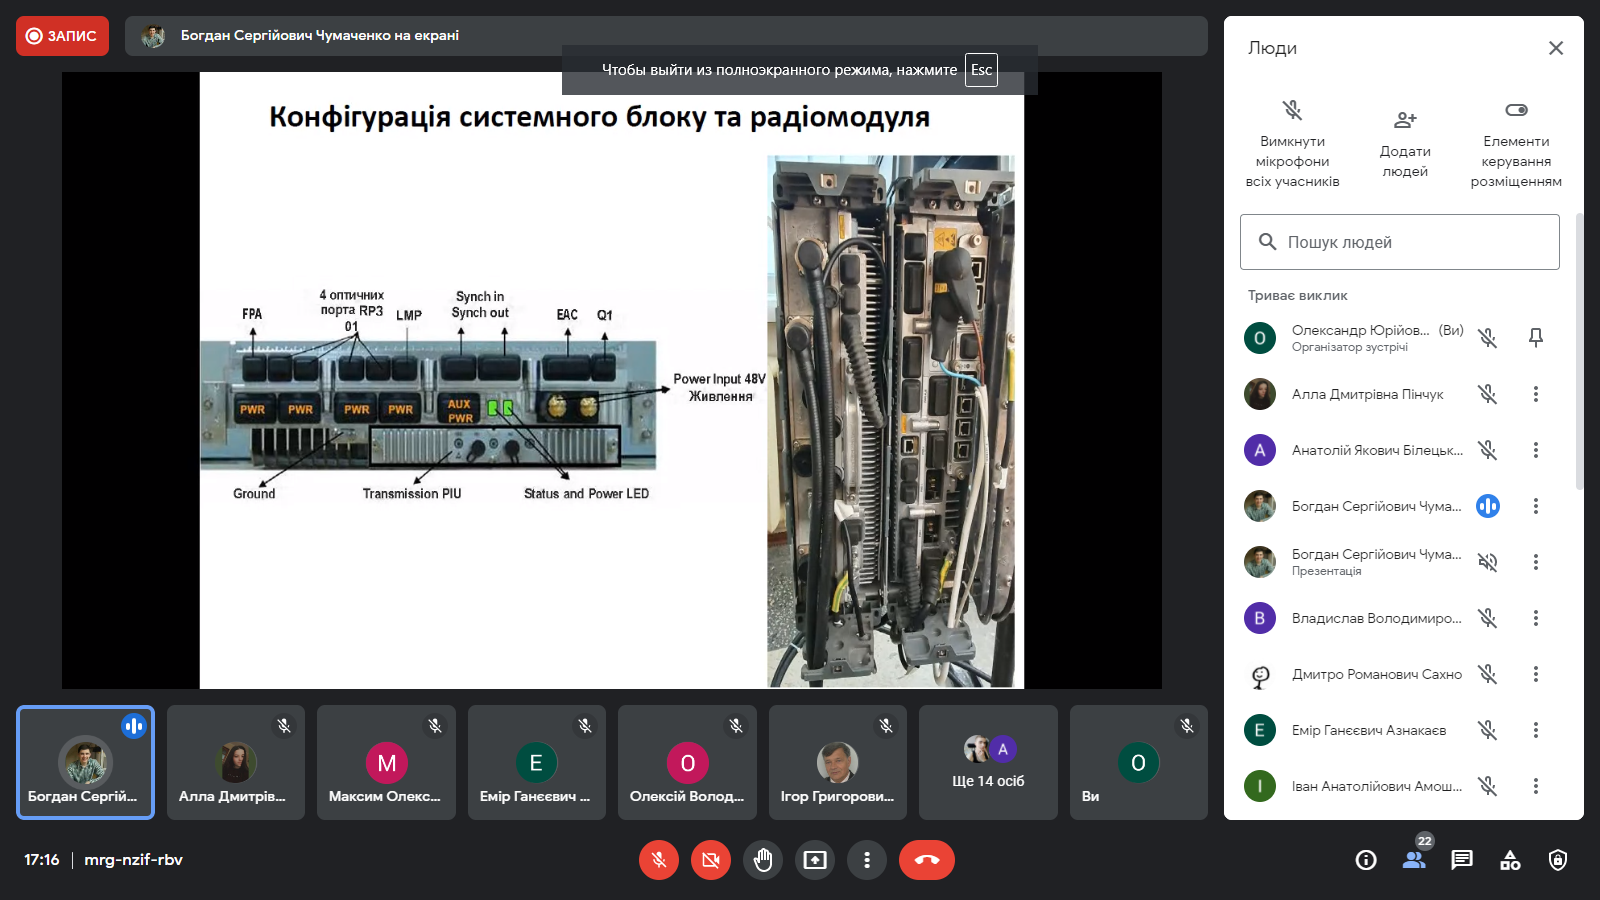 ЗАПИС
Богдан Сергійович Чумаченко на екрані
Чтобы выйти из полноэкранного режима, нажмите Esc
Конфігурація системного блоку та радіомодуля
FPA
4 оптичних
порта RP3
01
LMP
Synch in
Synch out
EAC
Q1
Power Input 48V
Живлення
PWR
PWR
PWR
PWR
AUX
PWR
Ground
Transmission PIU
Status and Power LED
Люди
Вимкнути
мікрофони
всіх учасників
Додати
людей
Елементи
керування
розміщенням
Пошук людей
Триває виклик
О
Олександр Юрійов... (Ви)
Організатор зустрічі
Алла Дмитрівна Пінчук
А
Анатолій Якович Білецьк...
Богдан Сергійович Чума...
Богдан Сергійович Чума...
Презентація
В
Владислав Володимиро...
Дмитро Романович Сахно
Е
Емір Ганєєвич Азнакаєв
І
Іван Анатолійович Амош...
Богдан Сергій...
Алла Дмитрів...
М
Максим Олекс...
Е
Емір Ганєєвич ...
О
Олексій Волод...
Ігор Григорови...
А
Ще 14 осіб
О
Ви
17:16 | mrg-nzif-rbv
22